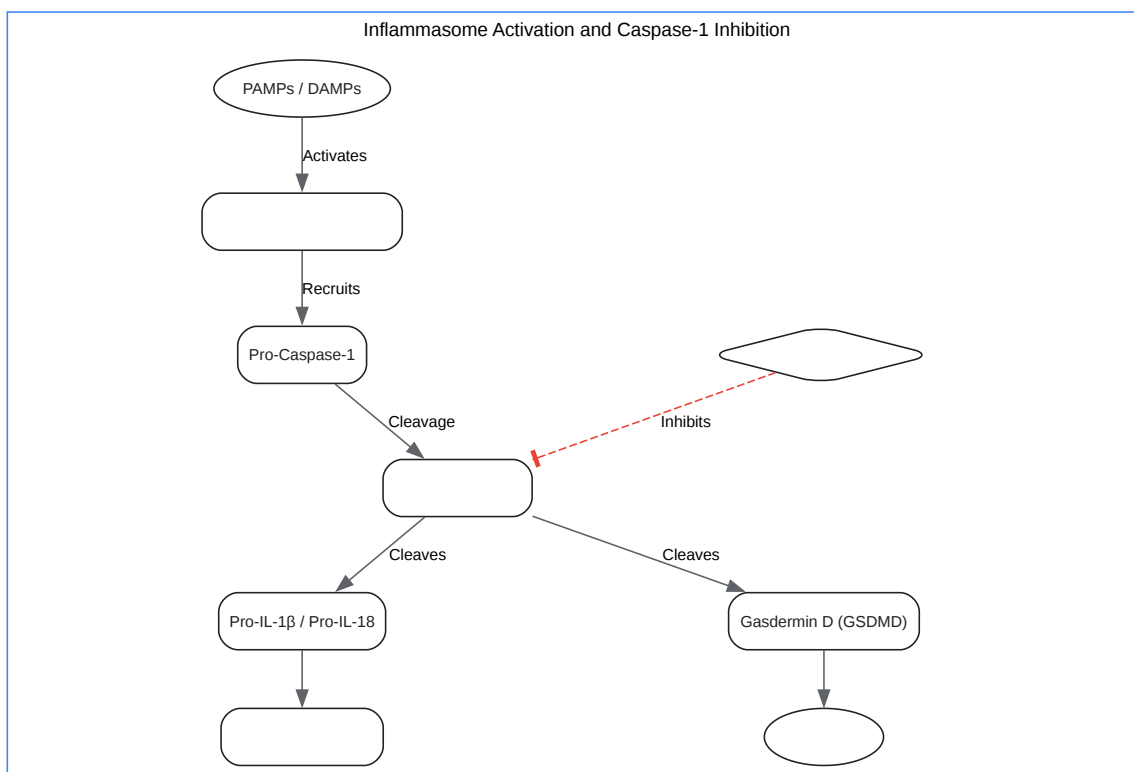 Inflammasome Activation and Caspase-1 Inhibition
PAMPs / DAMPs
Activates
Recruits
Pro-Caspase-1
Cleavage
Inhibits
Cleaves
Cleaves
Pro-IL-1β / Pro-IL-18
Gasdermin D (GSDMD)